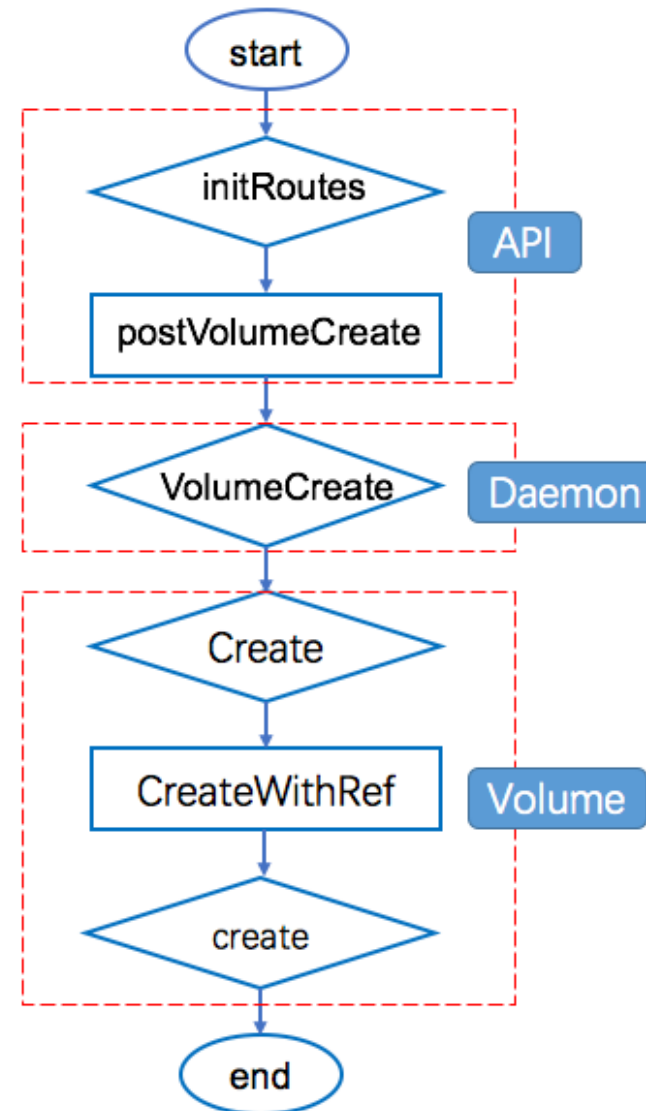 start
initRoutes
API
postVolumeCreate
VolumeCreate
Daemon
Create
CreateWithRef
Volume
create
end